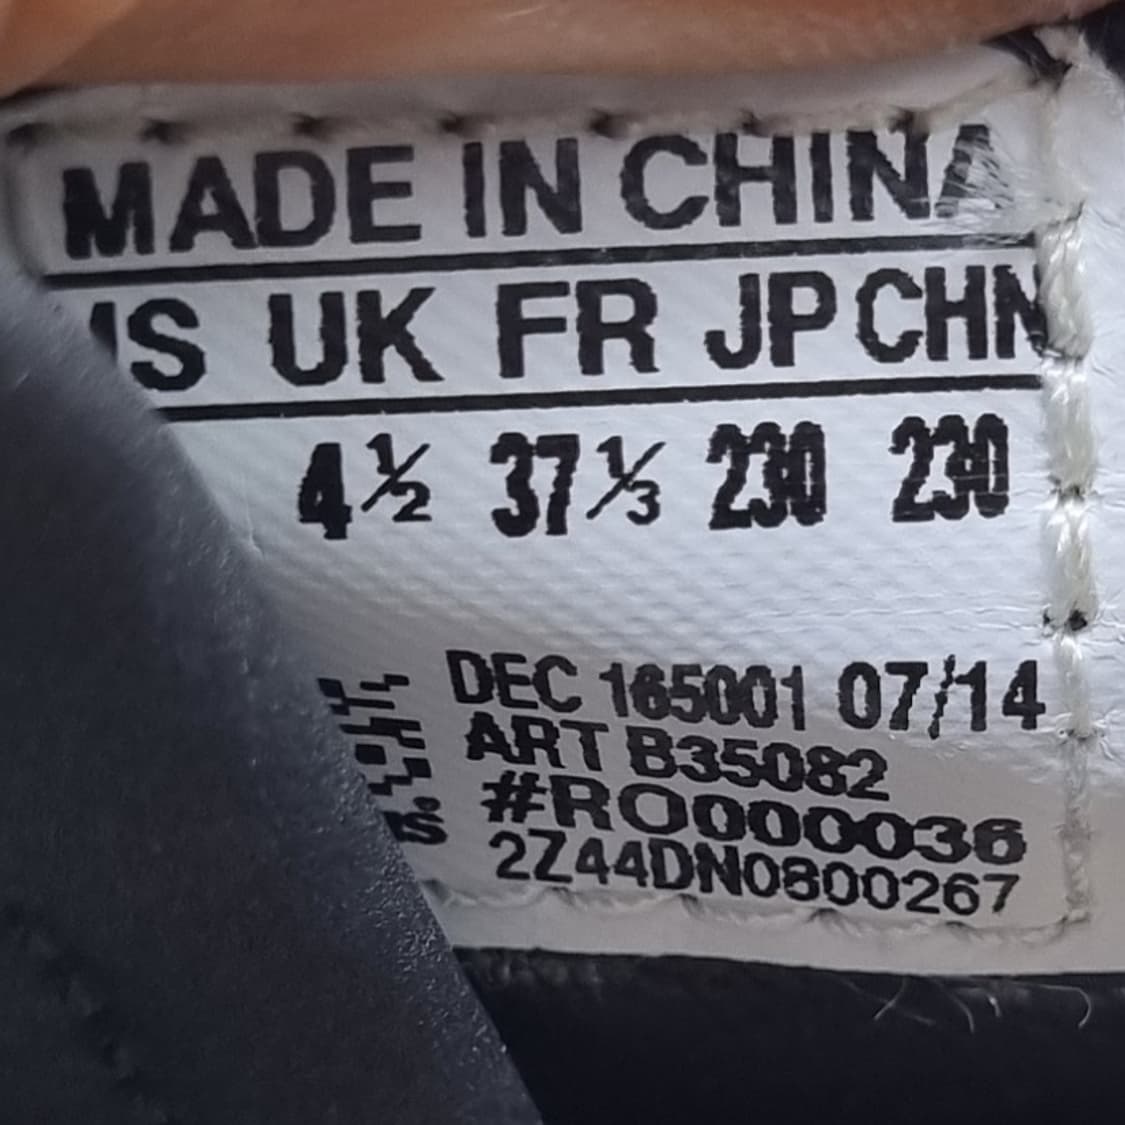 MADE IN CHINA
US UK FR JP CHN
4½ 37⅓ 230 230
DEC 165001 07/14
ART B35082
#RO000036
2Z44DN0800267